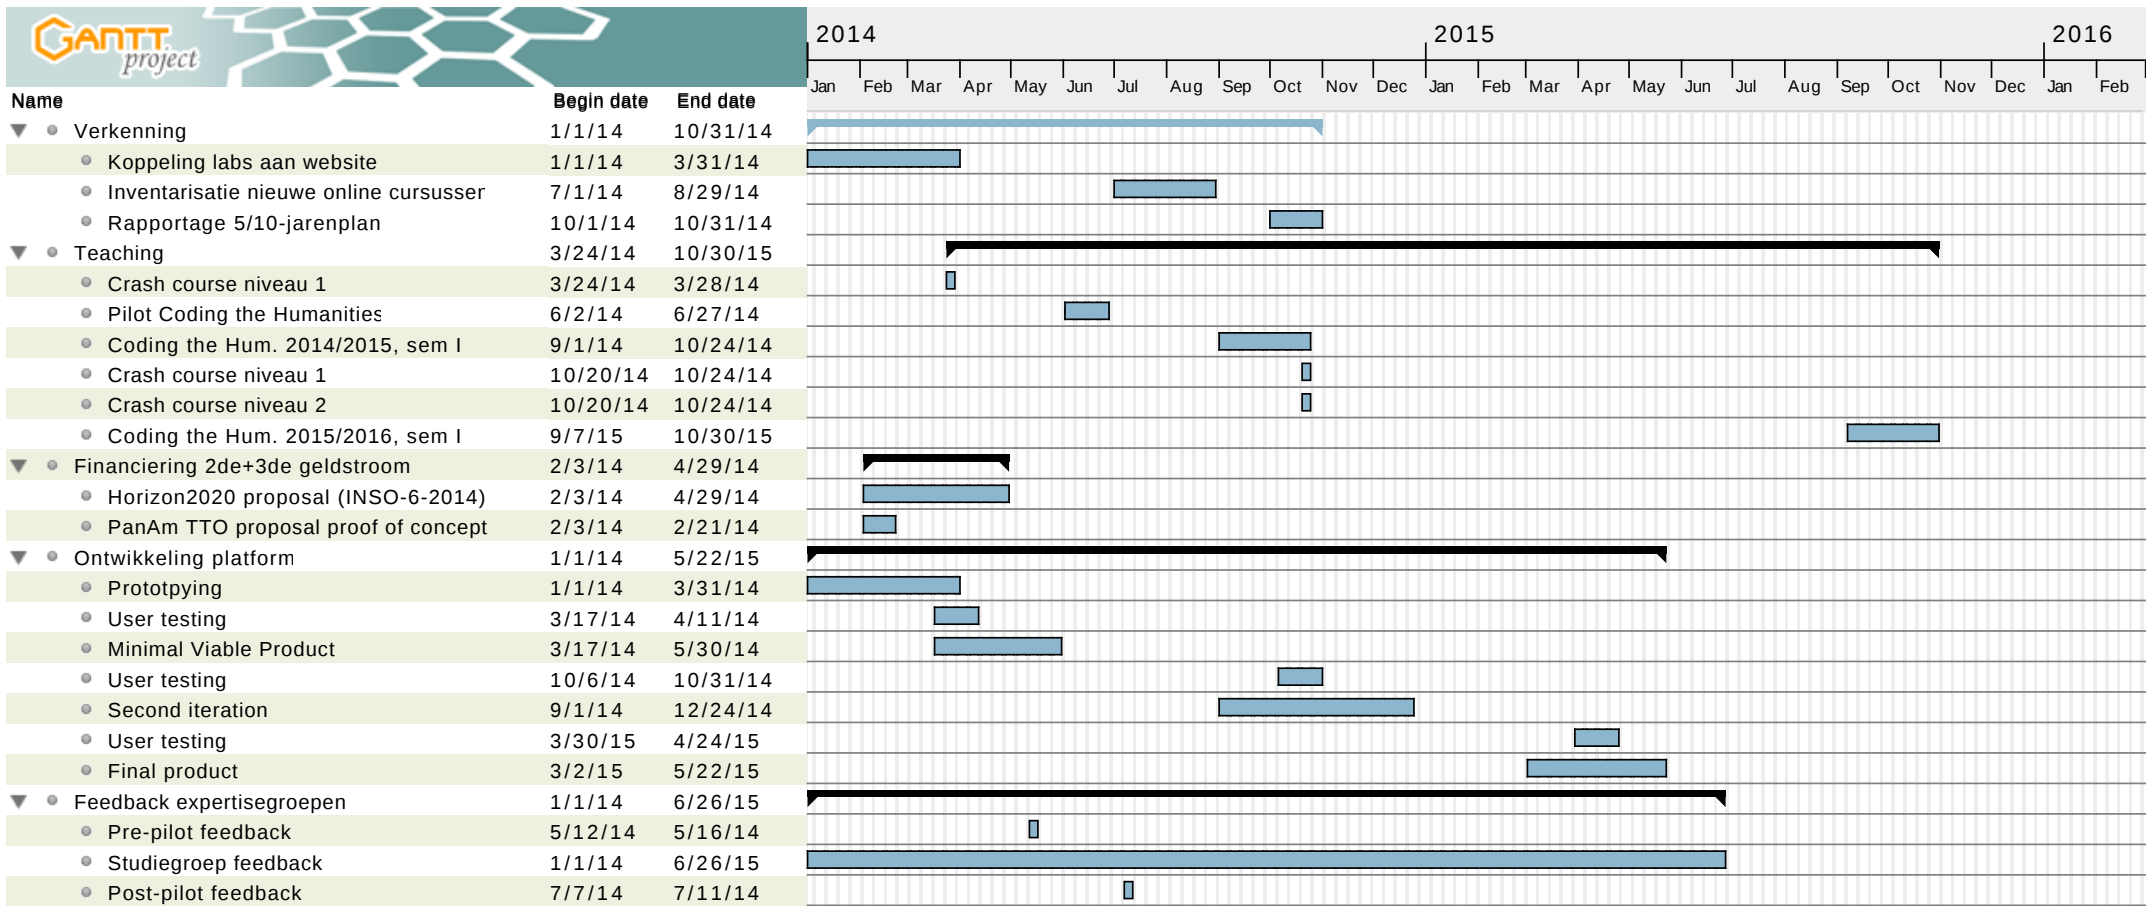 GANTT
project
2014 2015 2016
Jan Feb Mar Apr May Jun Jul Aug Sep Oct Nov Dec Jan Feb Mar Apr May Jun Jul Aug Sep Oct Nov Dec Jan Feb
Name Begin date End date
Verkenning 1/1/14 10/31/14
Koppeling labs aan website 1/1/14 3/31/14
Inventarisatie nieuwe online cursusser 7/1/14 8/29/14
Rapportage 5/10-jarenplan 10/1/14 10/31/14
Teaching 3/24/14 10/30/15
Crash course niveau 1 3/24/14 3/28/14
Pilot Coding the Humanities 6/2/14 6/27/14
Coding the Hum. 2014/2015, sem I 9/1/14 10/24/14
Crash course niveau 1 10/20/14 10/24/14
Crash course niveau 2 10/20/14 10/24/14
Coding the Hum. 2015/2016, sem I 9/7/15 10/30/15
Financiering 2de+3de geldstroom 2/3/14 4/29/14
Horizon2020 proposal (INSO-6-2014) 2/3/14 4/29/14
PanAm TTO proposal proof of concept 2/3/14 2/21/14
Ontwikkeling platform 1/1/14 5/22/15
Prototpying 1/1/14 3/31/14
User testing 3/17/14 4/11/14
Minimal Viable Product 3/17/14 5/30/14
User testing 10/6/14 10/31/14
Second iteration 9/1/14 12/24/14
User testing 3/30/15 4/24/15
Final product 3/2/15 5/22/15
Feedback expertisegroepen 1/1/14 6/26/15
Pre-pilot feedback 5/12/14 5/16/14
Studiegroep feedback 1/1/14 6/26/15
Post-pilot feedback 7/7/14 7/11/14